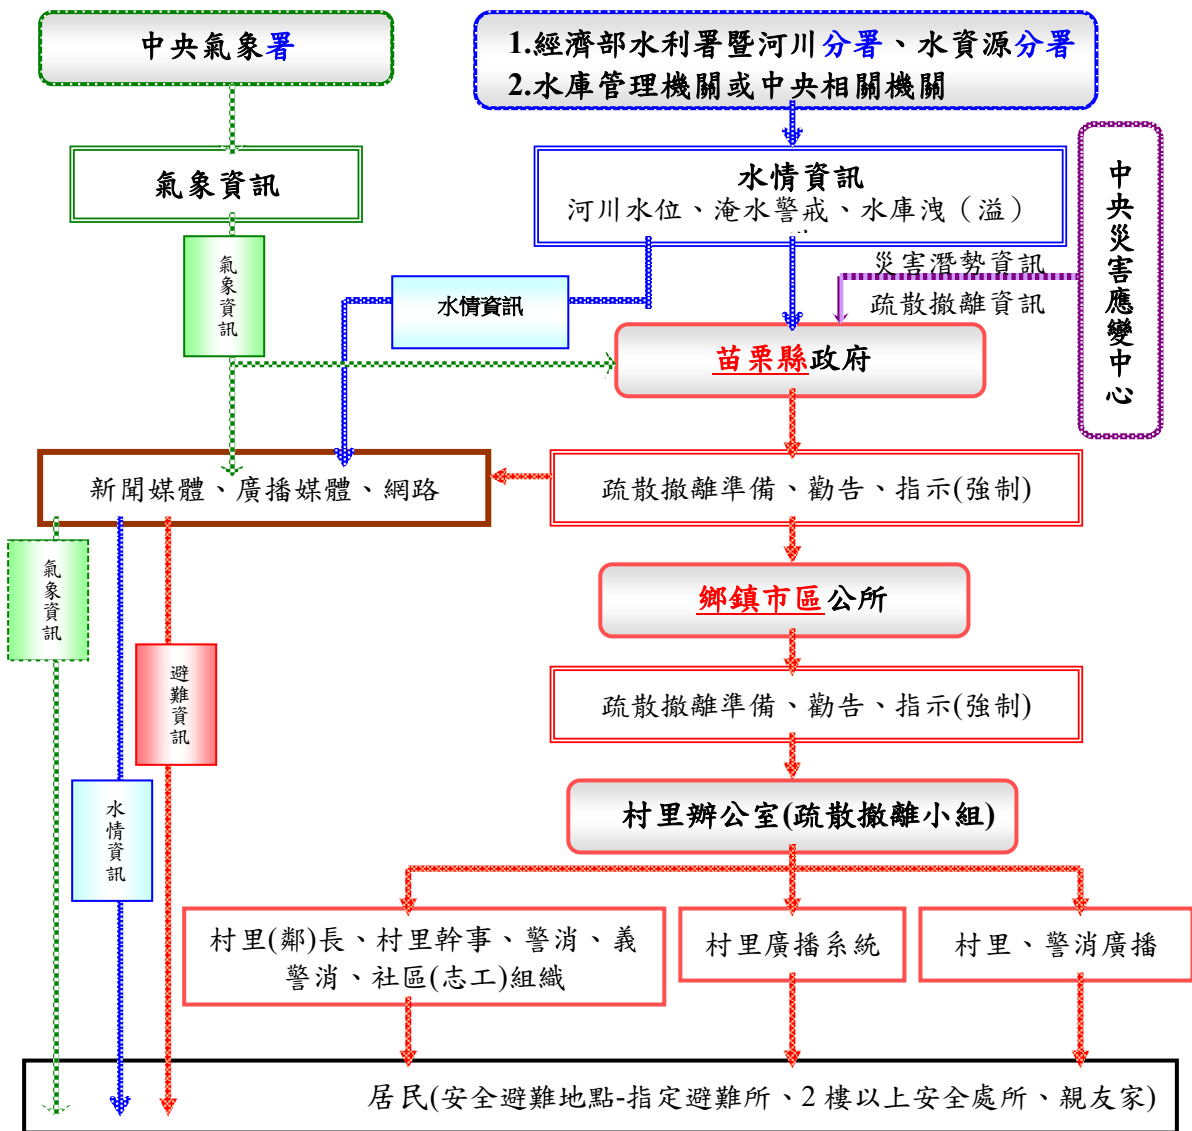 中央氣象署
1.經濟部水利署暨河川分署、水資源分署
2.水庫管理機關或中央相關機關
氣象資訊
水情資訊
河川水位、淹水警戒、水庫洩（溢）
中央災害應變中心
氣象資訊
水情資訊
災害潛勢資訊
疏散撤離資訊
苗栗縣政府
新聞媒體、廣播媒體、網路
疏散撤離準備、勸告、指示(強制)
氣象資訊
鄉鎮市區公所
避難資訊
疏散撤離準備、勸告、指示(強制)
水情資訊
村里辦公室(疏散撤離小組)
村里(鄰)長、村里幹事、警消、義
警消、社區(志工)組織
村里廣播系統
村里、警消廣播
居民(安全避難地點-指定避難所、2 樓以上安全處所、親友家)